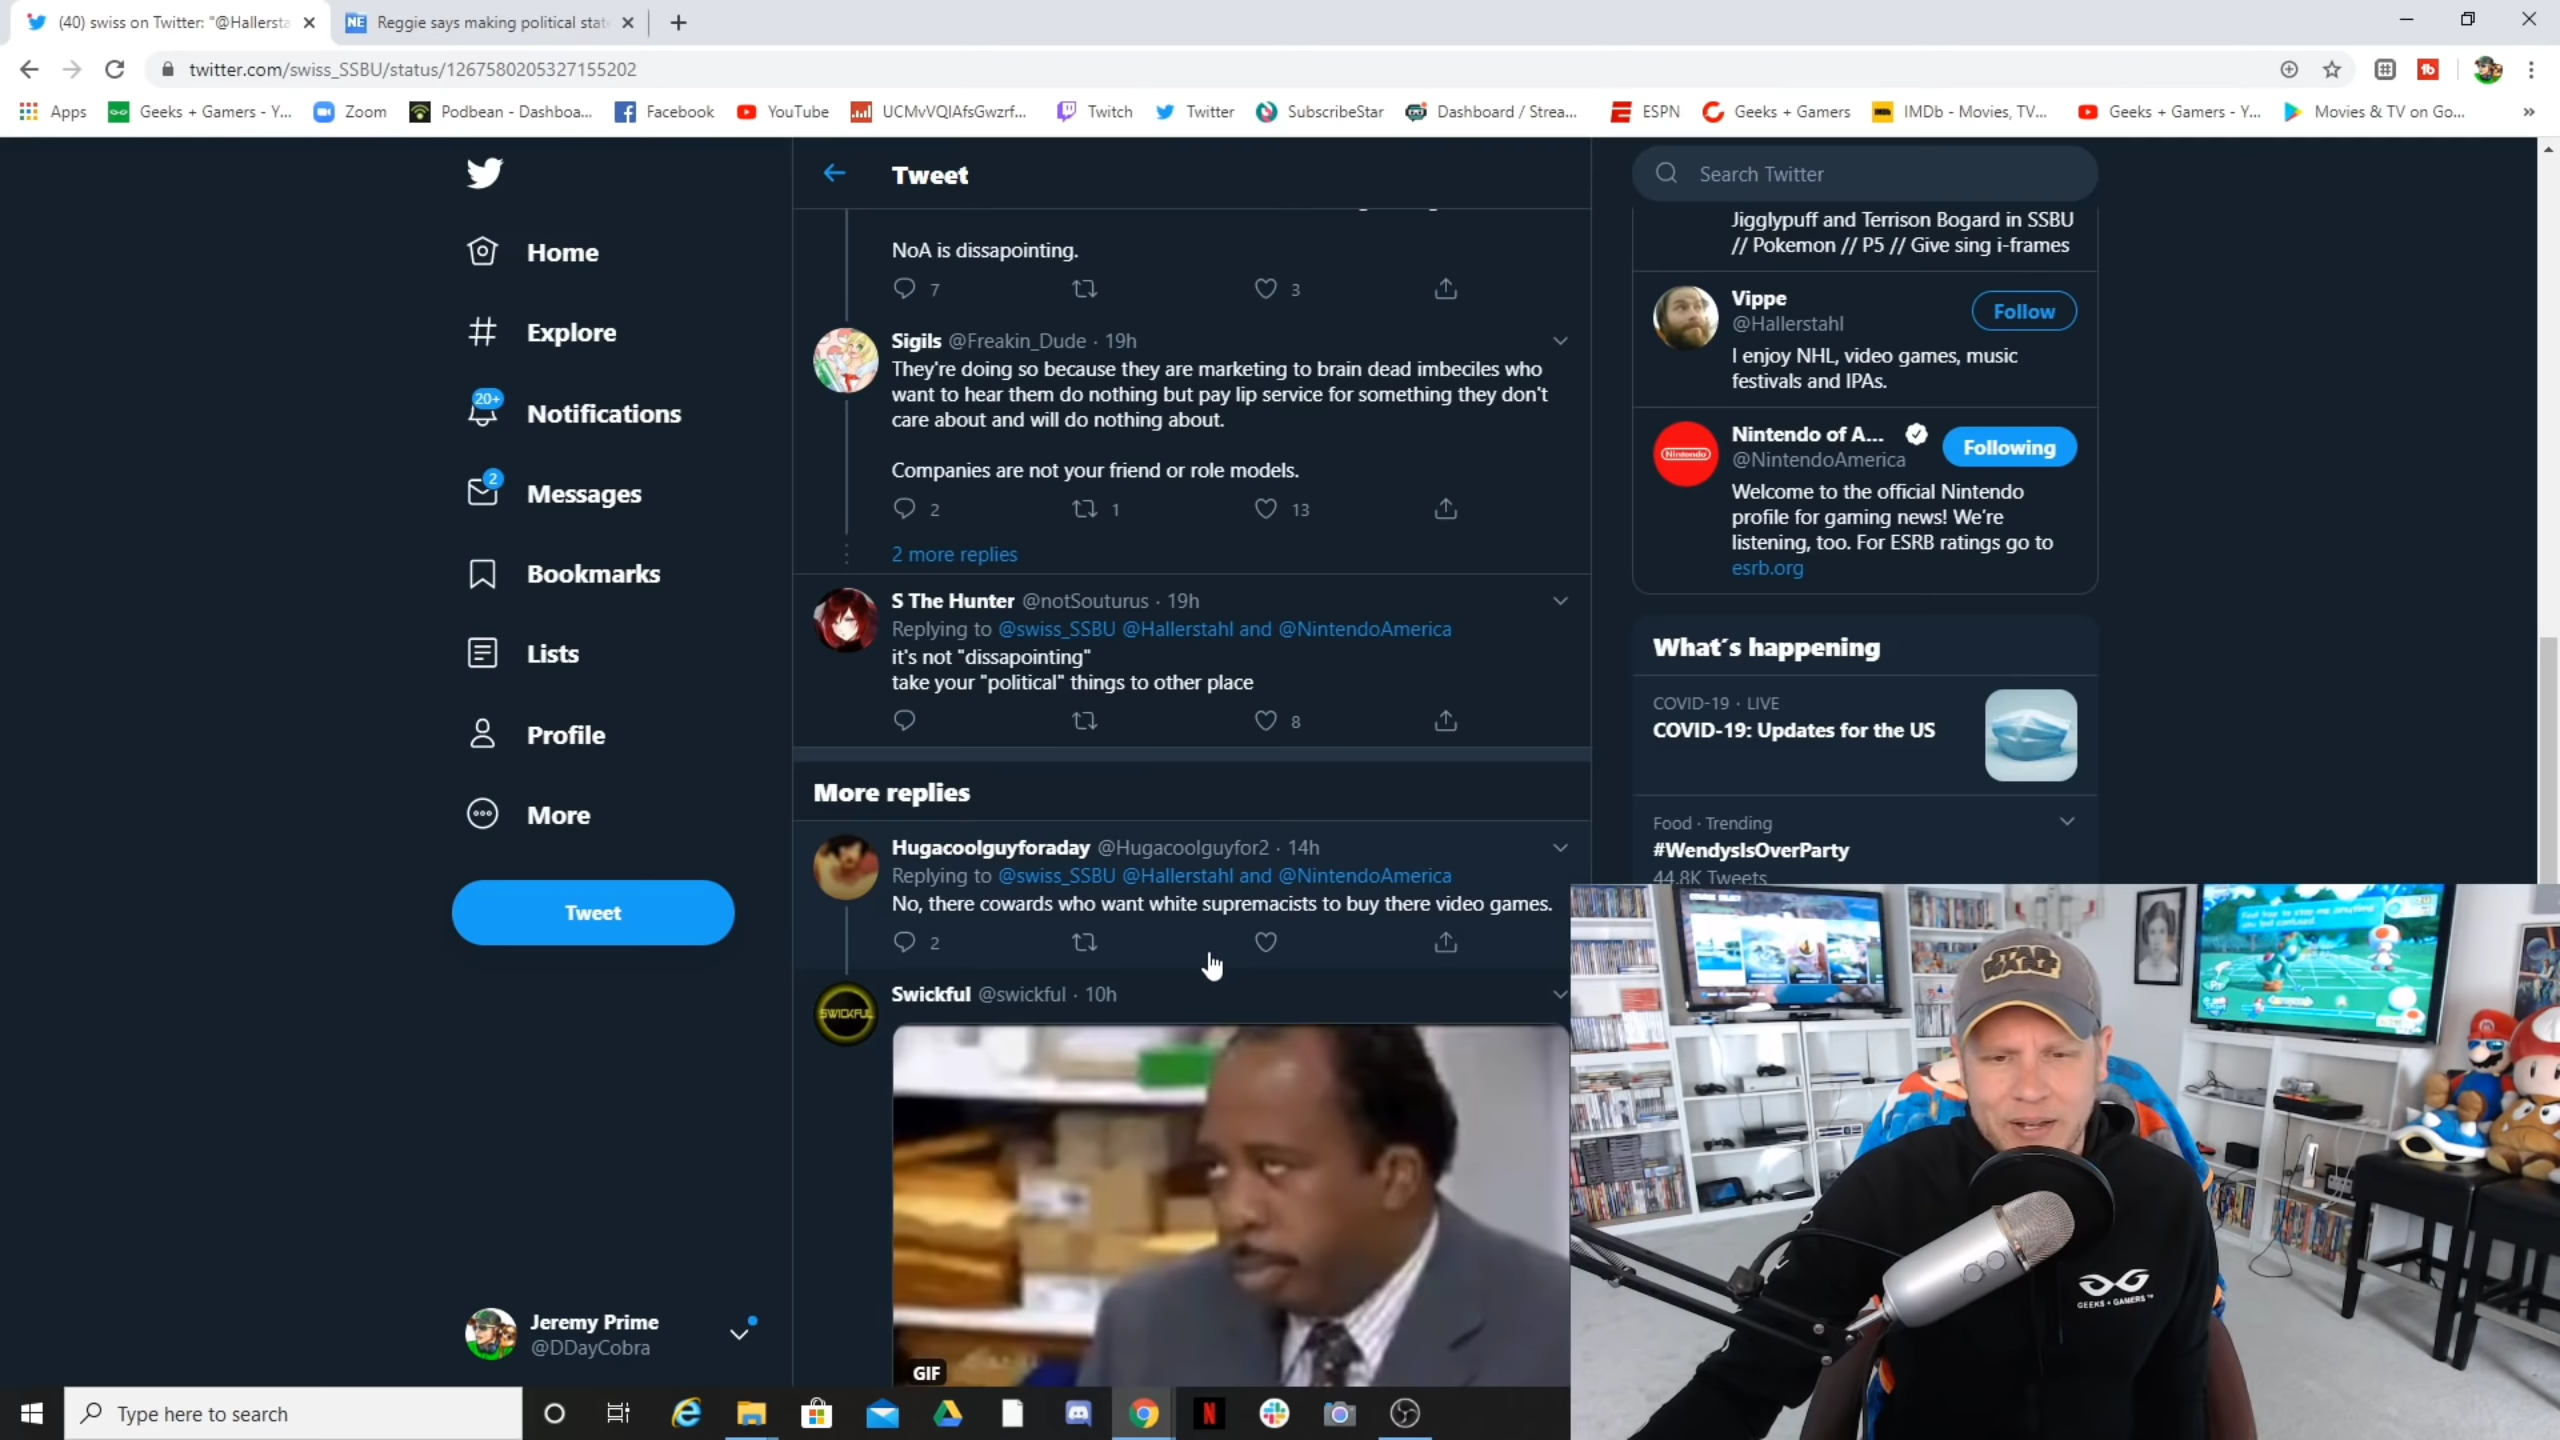 (40) swiss on Twitter: "@Hallersta
Reggie says making political stat
twitter.com/swiss_SSBU/status/1267580205327155202
Apps
Geeks + Gamers - Y...
Zoom
Podbean - Dashboa...
Facebook
YouTube
UCMvVQIAfsGwzrf...
Twitch
Twitter
SubscribeStar
Dashboard / Strea...
ESPN
Geeks + Gamers
IMDb - Movies, TV...
Geeks + Gamers - Y...
Movies & TV on Go...
»
Home
Explore
20+
Notifications
2
Messages
Bookmarks
Lists
Profile
More
Tweet
Jeremy Prime
@DDayCobra
Tweet
NoA is dissapointing.
7 3
Sigils @Freakin_Dude · 19h
They're doing so because they are marketing to brain dead imbeciles who
want to hear them do nothing but pay lip service for something they don't
care about and will do nothing about.
Companies are not your friend or role models.
2 1 13
2 more replies
S The Hunter @notSouturus · 19h
Replying to @swiss_SSBU @Hallerstahl and @NintendoAmerica
it's not "dissapointing"
take your "political" things to other place
8
More replies
Hugacoolguyforaday @Hugacoolguyfor2 · 14h
Replying to @swiss_SSBU @Hallerstahl and @NintendoAmerica
No, there cowards who want white supremacists to buy there video games.
2
Swickful @swickful · 10h
SWICKFUL
GIF
Search Twitter
Jigglypuff and Terrison Bogard in SSBU
// Pokemon // P5 // Give sing i-frames
Vippe
@Hallerstahl
Follow
I enjoy NHL, video games, music
festivals and IPAs.
Nintendo
Nintendo of A...
@NintendoAmerica
Following
Welcome to the official Nintendo
profile for gaming news! We're
listening, too. For ESRB ratings go to
esrb.org
What's happening
COVID-19 · LIVE
COVID-19: Updates for the US
Food · Trending
#WendysIsOverParty
44.8K Tweets
STAR WARS
GEEKS + GAMERS™
Type here to search